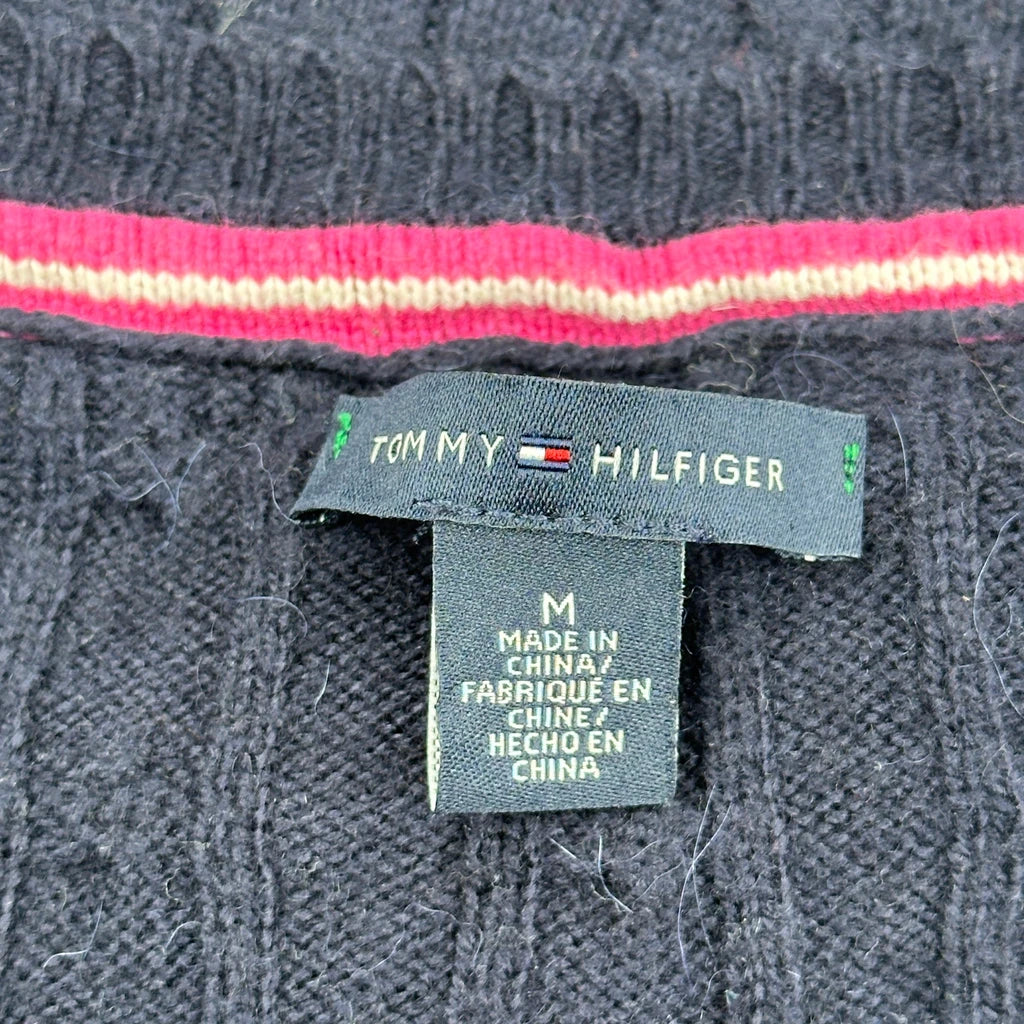 TOMMY HILFIGER
M
MADE IN
CHINA/
FABRIQUÉ EN
CHINE/
HECHO EN
CHINA